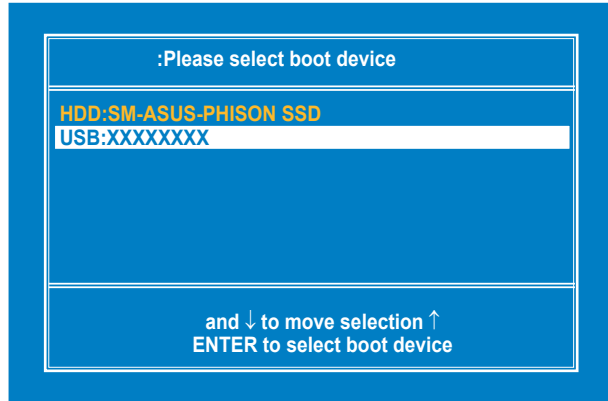 :Please select boot device
HDD:SM-ASUS-PHISON SSD
USB:XXXXXXXX
and ↓ to move selection ↑
ENTER to select boot device